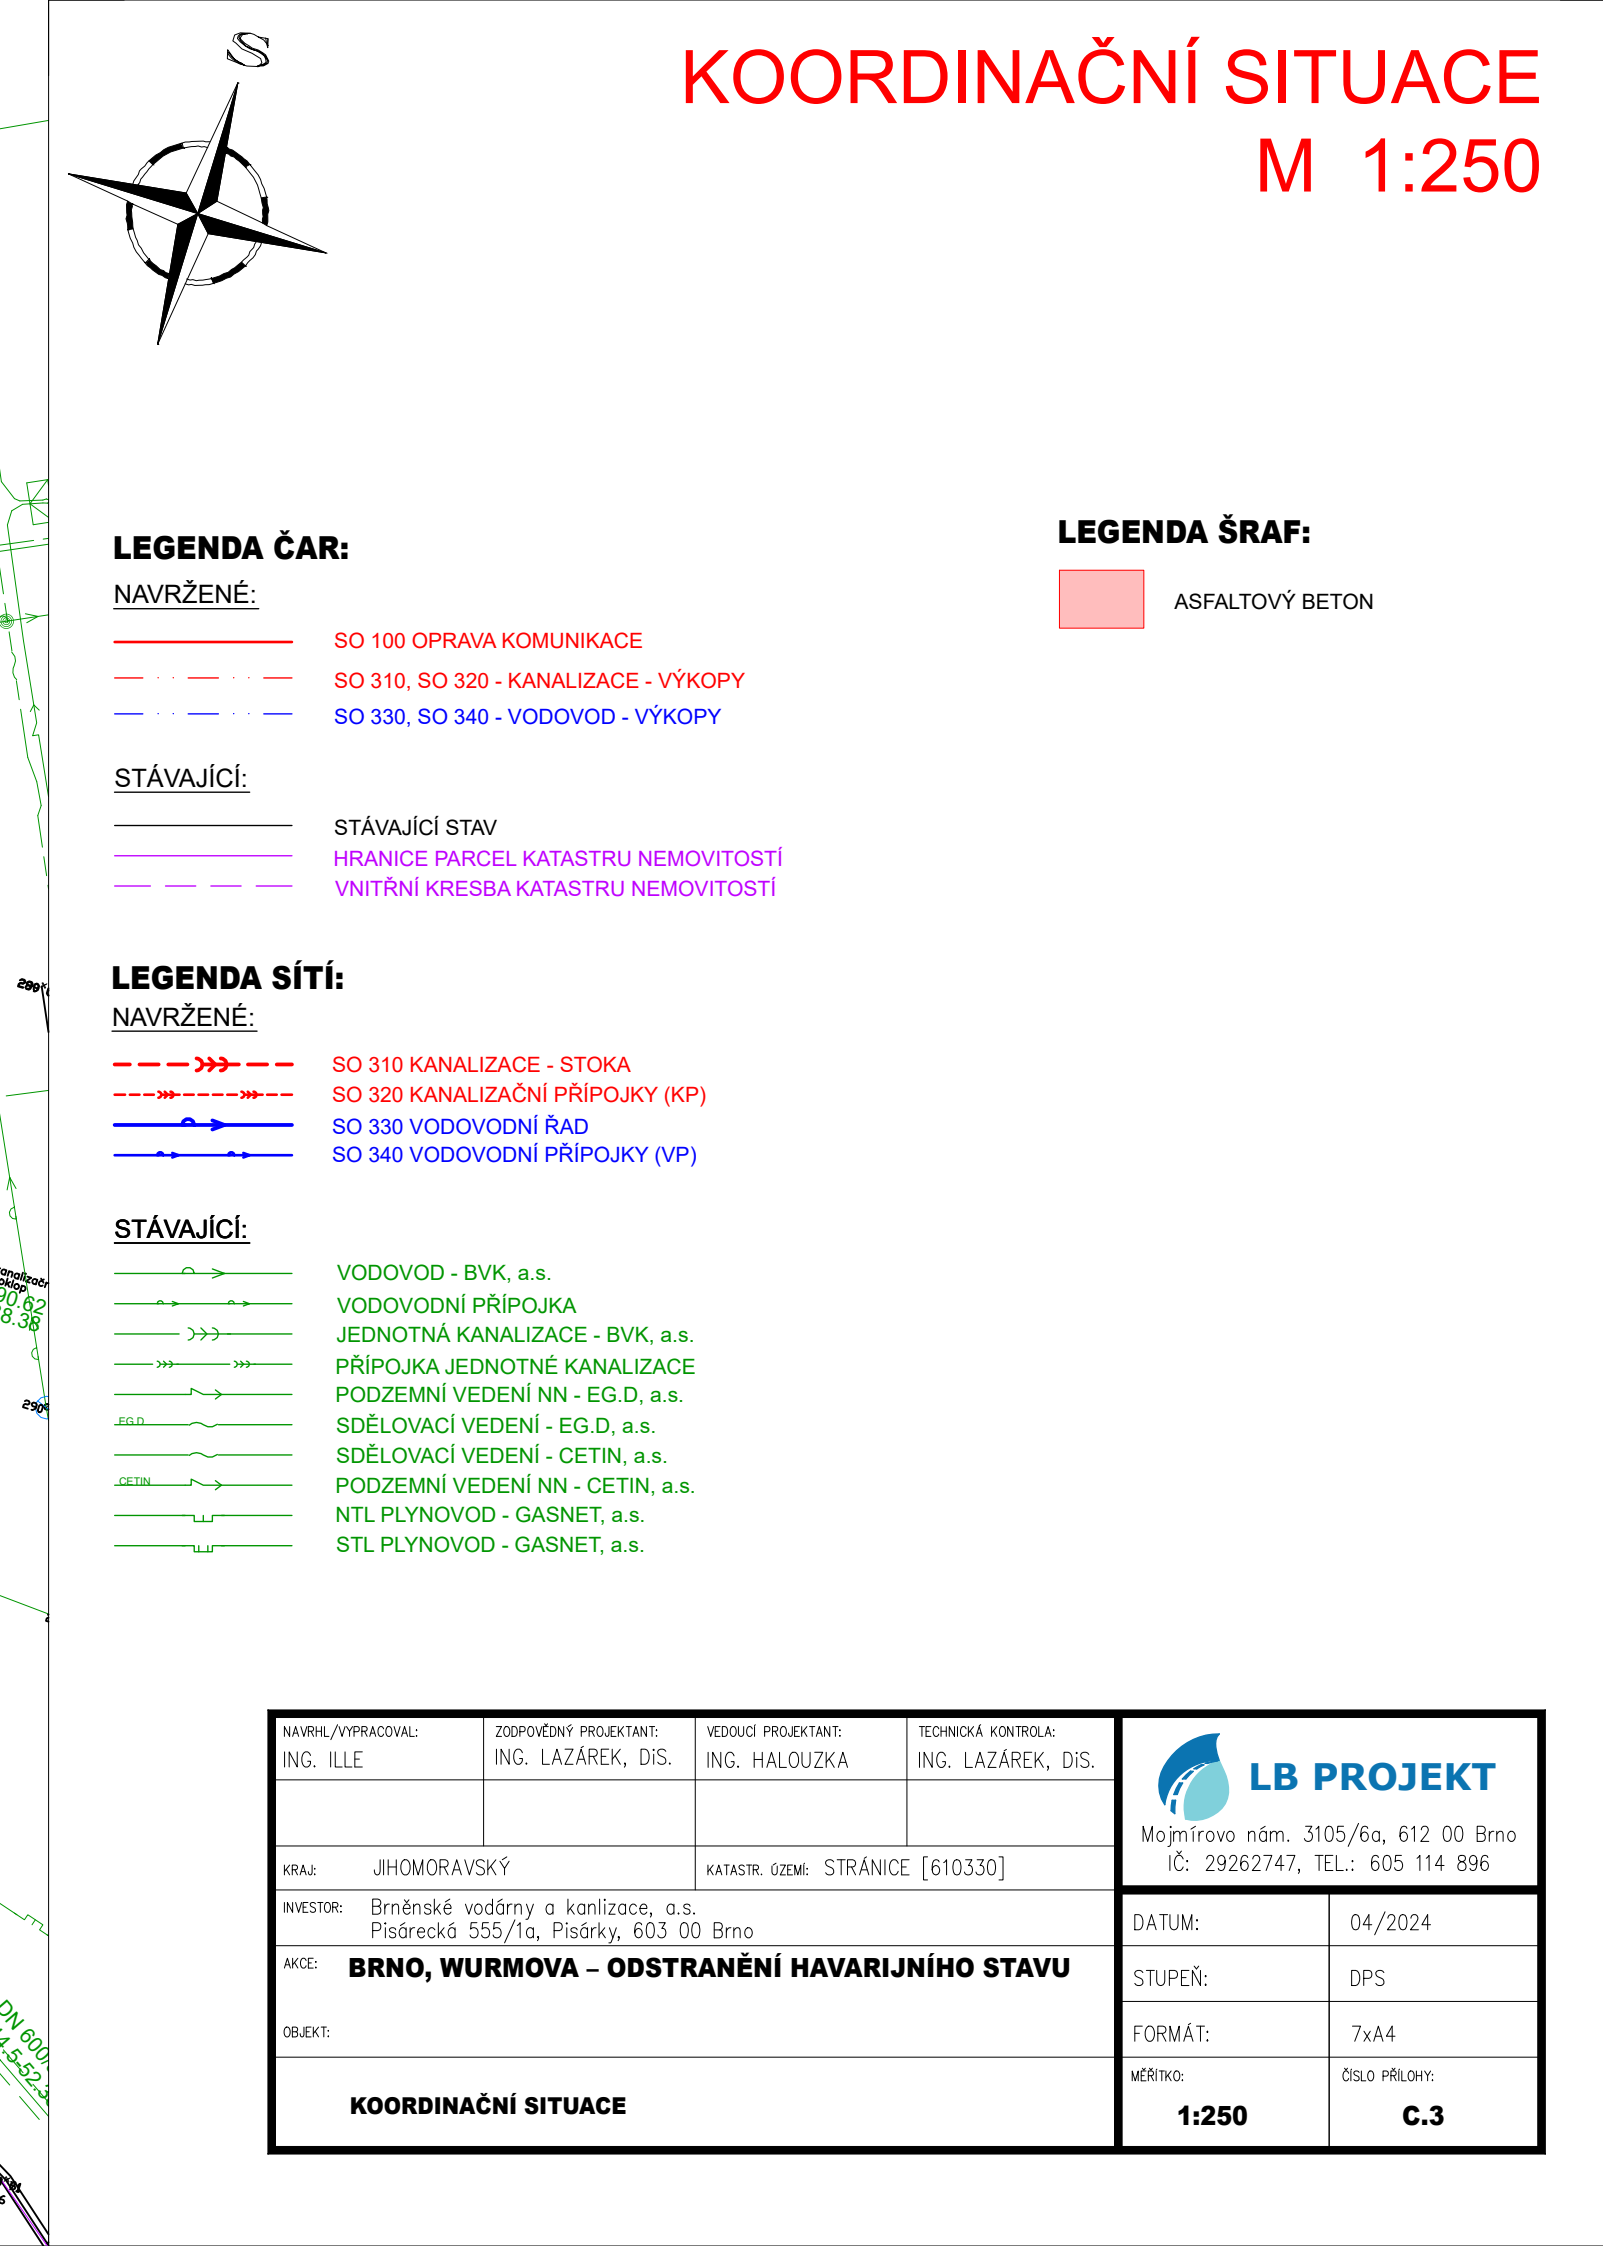 S
KOORDINAČNÍ SITUACE
M 1:250
LEGENDA ČAR:
NAVRŽENÉ:
SO 100 OPRAVA KOMUNIKACE
SO 310, SO 320 - KANALIZACE - VÝKOPY
SO 330, SO 340 - VODOVOD - VÝKOPY
STÁVAJÍCÍ:
STÁVAJÍCÍ STAV
HRANICE PARCEL KATASTRU NEMOVITOSTÍ
VNITŘNÍ KRESBA KATASTRU NEMOVITOSTÍ
LEGENDA ŠRAF:
ASFALTOVÝ BETON
LEGENDA SÍTÍ:
NAVRŽENÉ:
SO 310 KANALIZACE - STOKA
SO 320 KANALIZAČNÍ PŘÍPOJKY (KP)
SO 330 VODOVODNÍ ŘAD
SO 340 VODOVODNÍ PŘÍPOJKY (VP)
STÁVAJÍCÍ:
VODOVOD - BVK, a.s.
VODOVODNÍ PŘÍPOJKA
JEDNOTNÁ KANALIZACE - BVK, a.s.
PŘÍPOJKA JEDNOTNÉ KANALIZACE
PODZEMNÍ VEDENÍ NN - EG.D, a.s.
EG.D SDĚLOVACÍ VEDENÍ - EG.D, a.s.
SDĚLOVACÍ VEDENÍ - CETIN, a.s.
CETIN PODZEMNÍ VEDENÍ NN - CETIN, a.s.
NTL PLYNOVOD - GASNET, a.s.
STL PLYNOVOD - GASNET, a.s.
DN 600/
NAVRHL/VYPRACOVAL: ZODPOVĚDNÝ PROJEKTANT: VEDOUCÍ PROJEKTANT: TECHNICKÁ KONTROLA:
ING. ILLE ING. LAZÁREK, DiS. ING. HALOUZKA ING. LAZÁREK, DiS.
KRAJ: JIHOMORAVSKÝ KATASTR. ÚZEMÍ: STRÁNICE [610330]
INVESTOR: Brněnské vodárny a kanlizace, a.s.
Pisárecká 555/1a, Pisárky, 603 00 Brno
AKCE: BRNO, WURMOVA – ODSTRANĚNÍ HAVARIJNÍHO STAVU
OBJEKT:
KOORDINAČNÍ SITUACE
LB PROJEKT
Mojmírovo nám. 3105/6a, 612 00 Brno
IČ: 29262747, TEL.: 605 114 896
DATUM: 04/2024
STUPEŇ: DPS
FORMÁT: 7xA4
MĚŘÍTKO: ČÍSLO PŘÍLOHY:
1:250 C.3